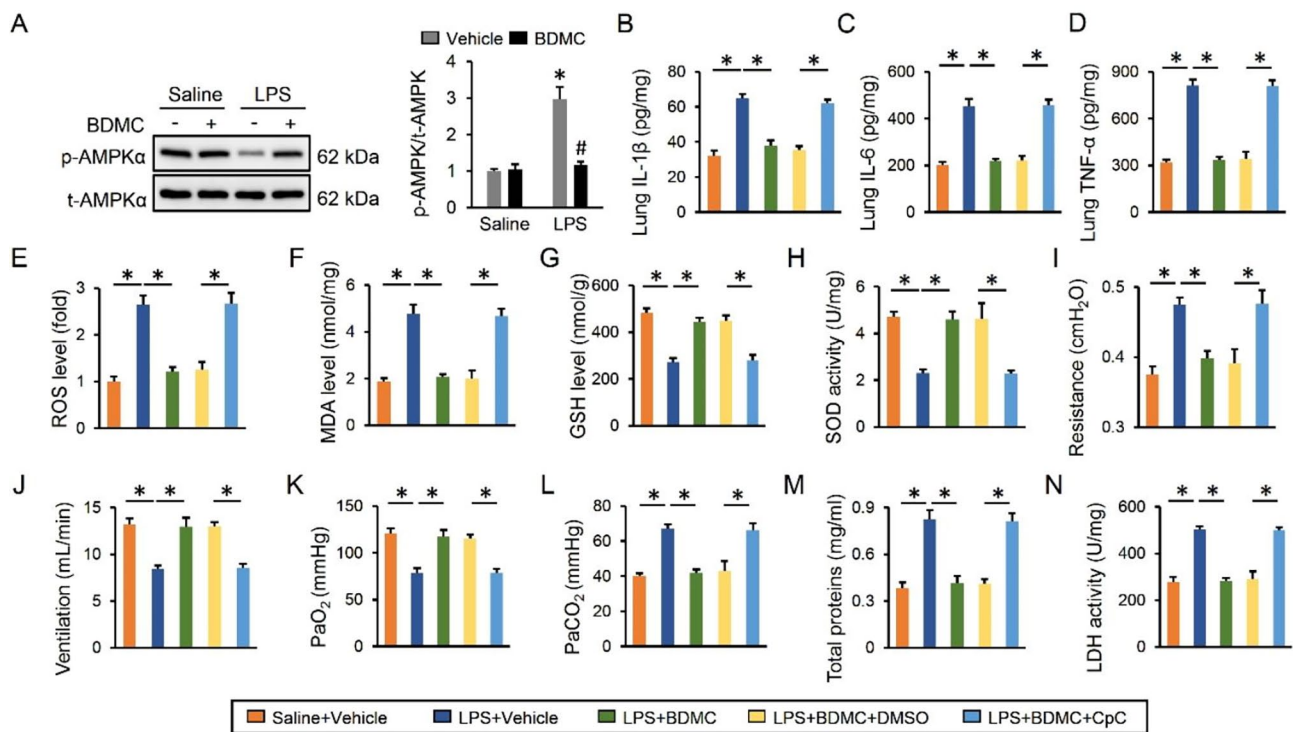 A
Saline LPS
BDMC - + - +
p-AMPKα 62 kDa
t-AMPKα 62 kDa
Vehicle BDMC
p-AMPK/t-AMPK
4
3
2
1
0
*
#
Saline LPS
B
Lung IL-1β (pg/mg)
80
60
40
20
0
* * *
C
Lung IL-6 (pg/mg)
600
400
200
0
* * *
D
Lung TNF-α (pg/mg)
900
600
300
0
* * *
E
ROS level (fold)
3
2
1
0
* * *
F
MDA level (nmol/mg)
6
4
2
0
* * *
G
GSH level (nmol/g)
600
400
200
0
* * *
H
SOD activity (U/mg)
6
4
2
0
* * *
I
Resistance (cmH₂O)
0.5
0.4
0.3
* * *
J
Ventilation (mL/min)
15
10
5
0
* * *
K
PaO₂ (mmHg)
150
100
50
0
* * *
L
PaCO₂ (mmHg)
80
60
40
20
0
* * *
M
Total proteins (mg/ml)
0.9
0.6
0.3
0
* * *
N
LDH activity (U/mg)
600
300
0
* * *
Saline+Vehicle LPS+Vehicle LPS+BDMC LPS+BDMC+DMSO LPS+BDMC+CpC